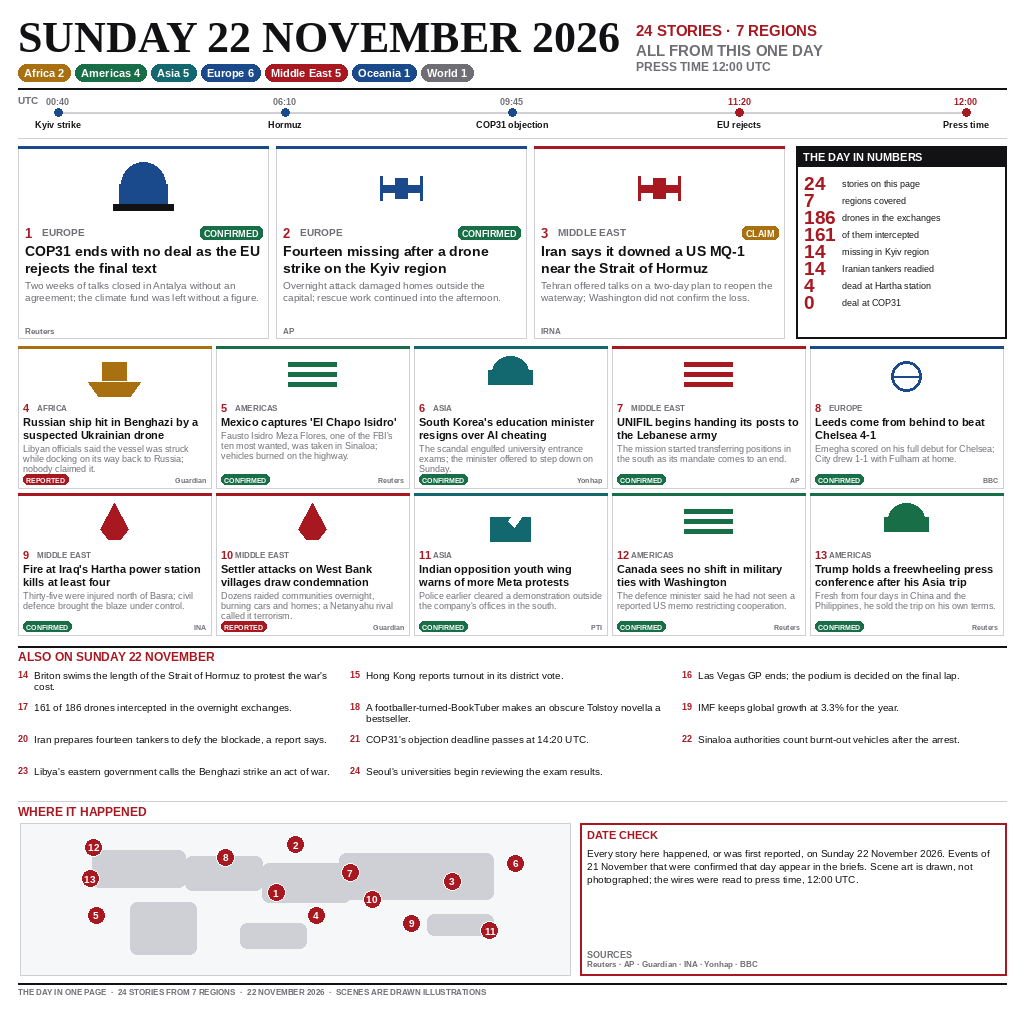 SUNDAY 22 NOVEMBER 2026
24 STORIES · 7 REGIONS
ALL FROM THIS ONE DAY
PRESS TIME 12:00 UTC
Africa 2
Americas 4
Asia 5
Europe 6
Middle East 5
Oceania 1
World 1
UTC
00:40
06:10
09:45
11:20
12:00
Kyiv strike
Hormuz
COP31 objection
EU rejects
Press time
1 EUROPE
CONFIRMED
COP31 ends with no deal as the EU
rejects the final text
Two weeks of talks closed in Antalya without an
agreement; the climate fund was left without a figure.
Reuters
2 EUROPE
CONFIRMED
Fourteen missing after a drone
strike on the Kyiv region
Overnight attack damaged homes outside the
capital; rescue work continued into the afternoon.
AP
3 MIDDLE EAST
CLAIM
Iran says it downed a US MQ-1
near the Strait of Hormuz
Tehran offered talks on a two-day plan to reopen the
waterway; Washington did not confirm the loss.
IRNA
THE DAY IN NUMBERS
24 stories on this page
7 regions covered
186 drones in the exchanges
161 of them intercepted
14 missing in Kyiv region
14 Iranian tankers readied
4 dead at Hartha station
0 deal at COP31
4 AFRICA
Russian ship hit in Benghazi by a
suspected Ukrainian drone
Libyan officials said the vessel was struck
while docking on its way back to Russia;
nobody claimed it.
REPORTED
Guardian
5 AMERICAS
Mexico captures 'El Chapo Isidro'
Fausto Isidro Meza Flores, one of the FBI's
ten most wanted, was taken in Sinaloa;
vehicles burned on the highway.
CONFIRMED
Reuters
6 ASIA
South Korea's education minister
resigns over AI cheating
The scandal engulfed university entrance
exams; the minister offered to step down on
Sunday.
CONFIRMED
Yonhap
7 MIDDLE EAST
UNIFIL begins handing its posts to
the Lebanese army
The mission started transferring positions in
the south as its mandate comes to an end.
CONFIRMED
AP
8 EUROPE
Leeds come from behind to beat
Chelsea 4-1
Emegha scored on his full debut for Chelsea;
City drew 1-1 with Fulham at home.
CONFIRMED
BBC
9 MIDDLE EAST
Fire at Iraq's Hartha power station
kills at least four
Thirty-five were injured north of Basra; civil
defence brought the blaze under control.
CONFIRMED
INA
10 MIDDLE EAST
Settler attacks on West Bank
villages draw condemnation
Dozens raided communities overnight,
burning cars and homes; a Netanyahu rival
called it terrorism.
REPORTED
Guardian
11 ASIA
Indian opposition youth wing
warns of more Meta protests
Police earlier cleared a demonstration outside
the company's offices in the south.
CONFIRMED
PTI
12 AMERICAS
Canada sees no shift in military
ties with Washington
The defence minister said he had not seen a
reported US memo restricting cooperation.
CONFIRMED
Reuters
13 AMERICAS
Trump holds a freewheeling press
conference after his Asia trip
Fresh from four days in China and the
Philippines, he sold the trip on his own terms.
CONFIRMED
Reuters
ALSO ON SUNDAY 22 NOVEMBER
14 Briton swims the length of the Strait of Hormuz to protest the war's
cost.
15 Hong Kong reports turnout in its district vote.
16 Las Vegas GP ends; the podium is decided on the final lap.
17 161 of 186 drones intercepted in the overnight exchanges.
18 A footballer-turned-BookTuber makes an obscure Tolstoy novella a
bestseller.
19 IMF keeps global growth at 3.3% for the year.
20 Iran prepares fourteen tankers to defy the blockade, a report says.
21 COP31's objection deadline passes at 14:20 UTC.
22 Sinaloa authorities count burnt-out vehicles after the arrest.
23 Libya's eastern government calls the Benghazi strike an act of war.
24 Seoul's universities begin reviewing the exam results.
WHERE IT HAPPENED
12
2
8
6
7
13
3
1
10
5
4
9
11
DATE CHECK
Every story here happened, or was first reported, on Sunday 22 November 2026. Events of
21 November that were confirmed that day appear in the briefs. Scene art is drawn, not
photographed; the wires were read to press time, 12:00 UTC.
SOURCES
Reuters · AP · Guardian · INA · Yonhap · BBC
THE DAY IN ONE PAGE · 24 STORIES FROM 7 REGIONS · 22 NOVEMBER 2026 · SCENES ARE DRAWN ILLUSTRATIONS